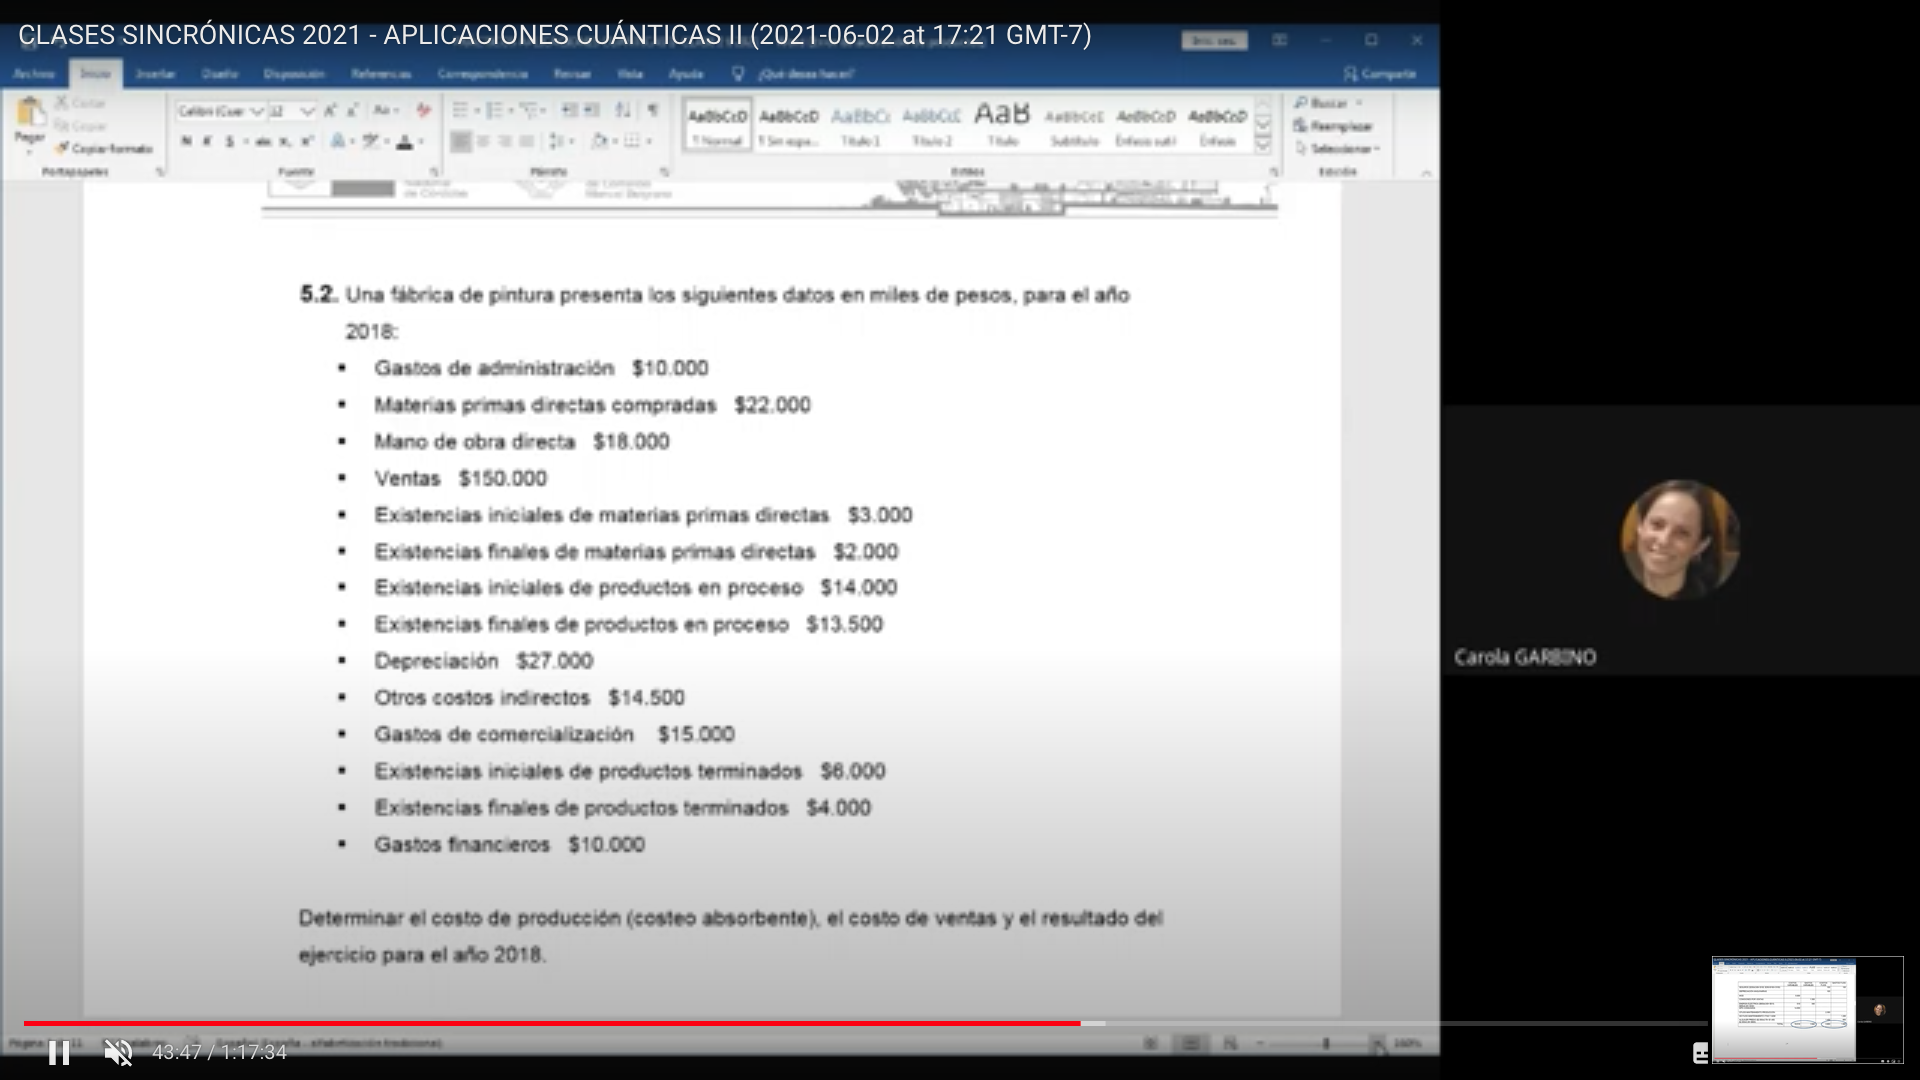 CLASES SINCRÓNICAS 2021 - APLICACIONES CUÁNTICAS II (2021-06-02 at 17:21 GMT-7)
Archivo Inicio Insertar Diseño Disposición Referencias Correspondencia Revisar Vista Ayuda ¿Qué desea hacer? Compartir
Cortar
Copiar
Pegar
Copiar formato
Portapapeles
Calibri (Cuer 12
Fuente
Párrafo
AaBbCcD AaBbCcD AaBbCc AaBbCcC AaB AaBbCcC AaBbCcD AaBbCcD
¶ Normal ¶ Sin espa... Título 1 Título 2 Título Subtítulo Énfasis sutil Énfasis
Estilos
Buscar
Reemplazar
Seleccionar
Edición
5.2. Una fábrica de pintura presenta los siguientes datos en miles de pesos, para el año
2018:
▪ Gastos de administración $10.000
▪ Materias primas directas compradas $22.000
▪ Mano de obra directa $18.000
▪ Ventas $150.000
▪ Existencias iniciales de materias primas directas $3.000
▪ Existencias finales de materias primas directas $2.000
▪ Existencias iniciales de productos en proceso $14.000
▪ Existencias finales de productos en proceso $13.500
▪ Depreciación $27.000
▪ Otros costos indirectos $14.500
▪ Gastos de comercialización $15.000
▪ Existencias iniciales de productos terminados $6.000
▪ Existencias finales de productos terminados $4.000
▪ Gastos financieros $10.000
Determinar el costo de producción (costeo absorbente), el costo de ventas y el resultado del
ejercicio para el año 2018.
Carola GARBINO
43:47 / 1:17:34
160%